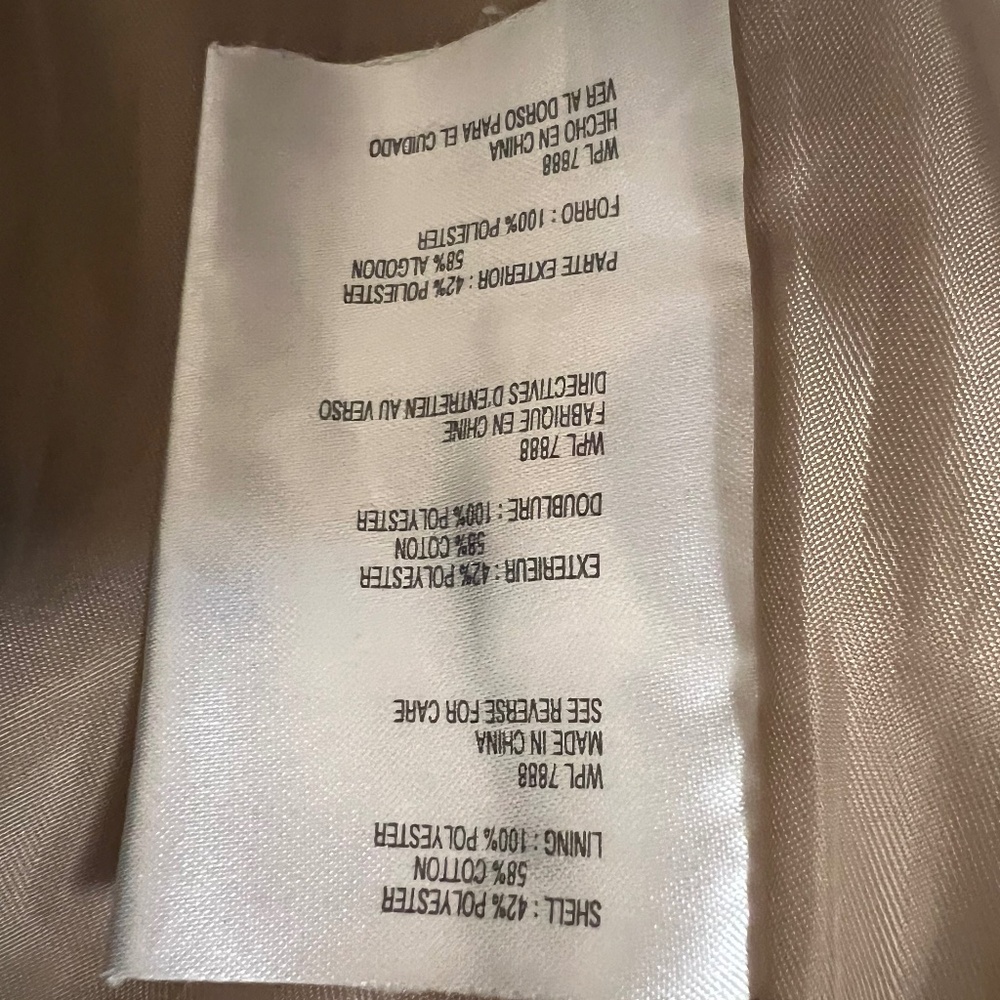 SHELL : 42% POLYESTER
58% COTTON
LINING : 100% POLYESTER
WPL 7888
MADE IN CHINA
SEE REVERSE FOR CARE
EXTERIEUR : 42% POLYESTER
58% COTON
DOUBLURE : 100% POLYESTER
WPL 7888
FABRIQUE EN CHINE
DIRECTIVES D'ENTRETIEN AU VERSO
PARTE EXTERIOR : 42% POLIESTER
58% ALGODON
FORRO : 100% POLIESTER
WPL 7888
HECHO EN CHINA
VER AL DORSO PARA EL CUIDADO